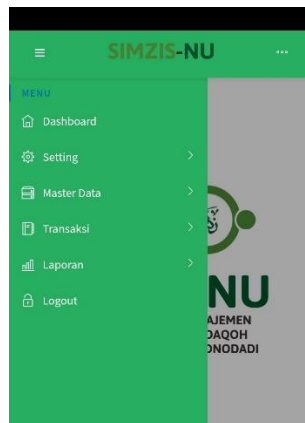 SIMZIS-NU
MENU
Dashboard
Setting
Master Data
Transaksi
Laporan
Logout
NU
AJEMEN
DAQOH
ONODADI